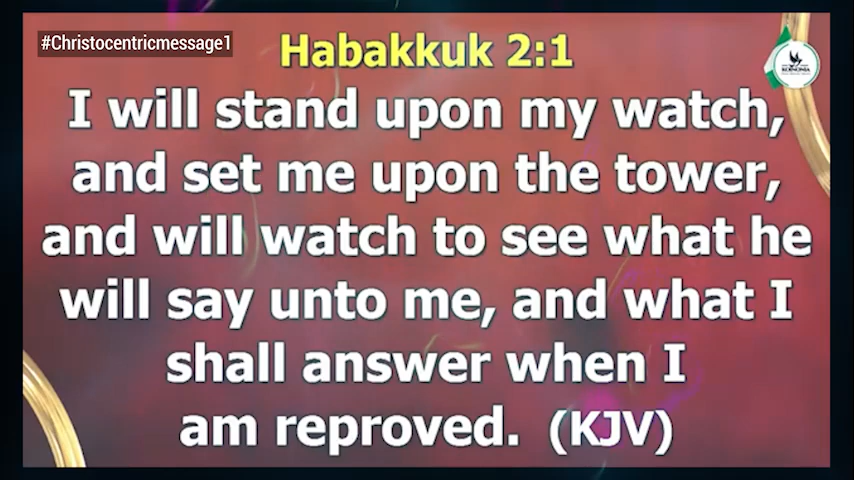 #Christocentricmessage1
Habakkuk 2:1
I will stand upon my watch,
and set me upon the tower,
and will watch to see what he
will say unto me, and what I
shall answer when I
am reproved. (KJV)
KOINONIA